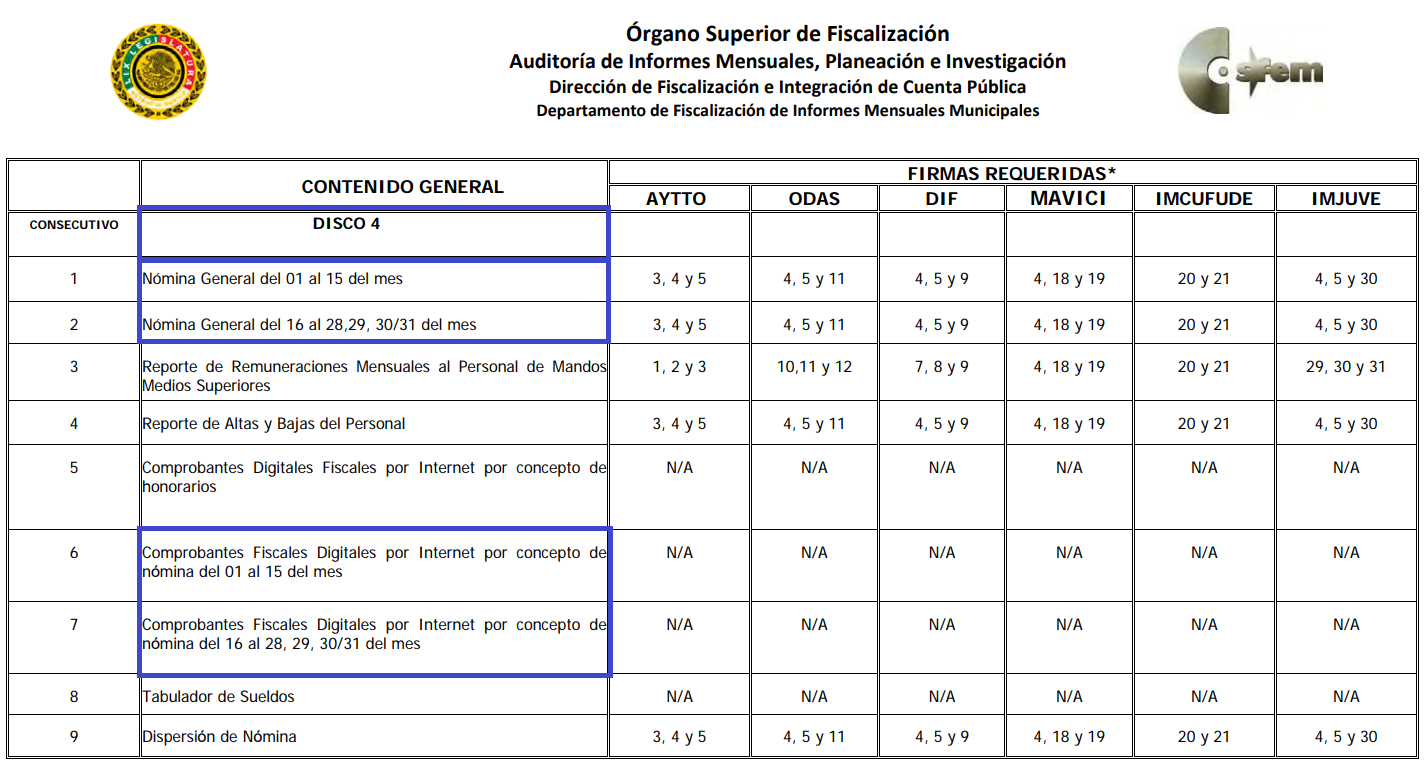 Órgano Superior de Fiscalización
Auditoría de Informes Mensuales, Planeación e Investigación
Dirección de Fiscalización e Integración de Cuenta Pública
Departamento de Fiscalización de Informes Mensuales Municipales
LIX LEGISLATURA
osfem
CONTENIDO GENERAL
FIRMAS REQUERIDAS*
AYTTO ODAS DIF MAVICI IMCUFUDE IMJUVE
CONSECUTIVO DISCO 4
1 Nómina General del 01 al 15 del mes 3, 4 y 5 4, 5 y 11 4, 5 y 9 4, 18 y 19 20 y 21 4, 5 y 30
2 Nómina General del 16 al 28,29, 30/31 del mes 3, 4 y 5 4, 5 y 11 4, 5 y 9 4, 18 y 19 20 y 21 4, 5 y 30
3 Reporte de Remuneraciones Mensuales al Personal de Mandos 1, 2 y 3 10,11 y 12 7, 8 y 9 4, 18 y 19 20 y 21 29, 30 y 31
Medios Superiores
4 Reporte de Altas y Bajas del Personal 3, 4 y 5 4, 5 y 11 4, 5 y 9 4, 18 y 19 20 y 21 4, 5 y 30
5 Comprobantes Digitales Fiscales por Internet por concepto de N/A N/A N/A N/A N/A N/A
honorarios
6 Comprobantes Fiscales Digitales por Internet por concepto de N/A N/A N/A N/A N/A N/A
nómina del 01 al 15 del mes
7 Comprobantes Fiscales Digitales por Internet por concepto de N/A N/A N/A N/A N/A N/A
nómina del 16 al 28, 29, 30/31 del mes
8 Tabulador de Sueldos N/A N/A N/A N/A N/A N/A
9 Dispersión de Nómina 3, 4 y 5 4, 5 y 11 4, 5 y 9 4, 18 y 19 20 y 21 4, 5 y 30